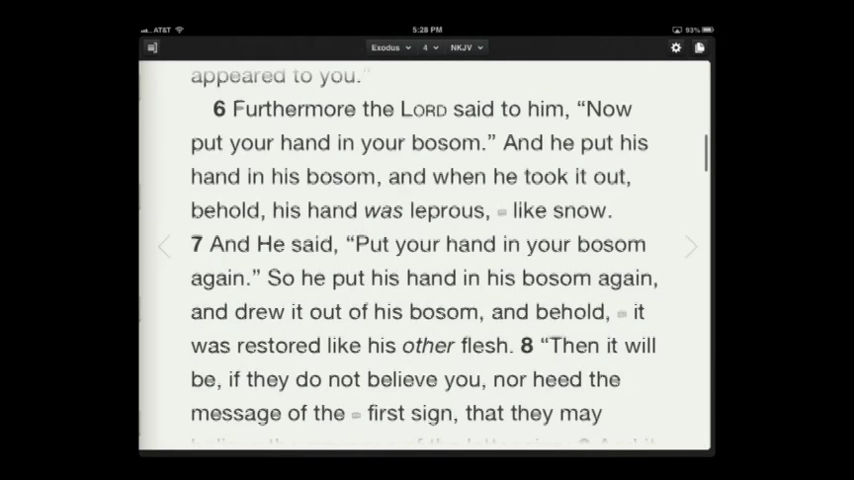 AT&T 5:28 PM 93%
Exodus 4 NKJV
appeared to you.”
6 Furthermore the LORD said to him, “Now
put your hand in your bosom.” And he put his
hand in his bosom, and when he took it out,
behold, his hand was leprous, like snow.
7 And He said, “Put your hand in your bosom
again.” So he put his hand in his bosom again,
and drew it out of his bosom, and behold, it
was restored like his other flesh. 8 “Then it will
be, if they do not believe you, nor heed the
message of the first sign, that they may